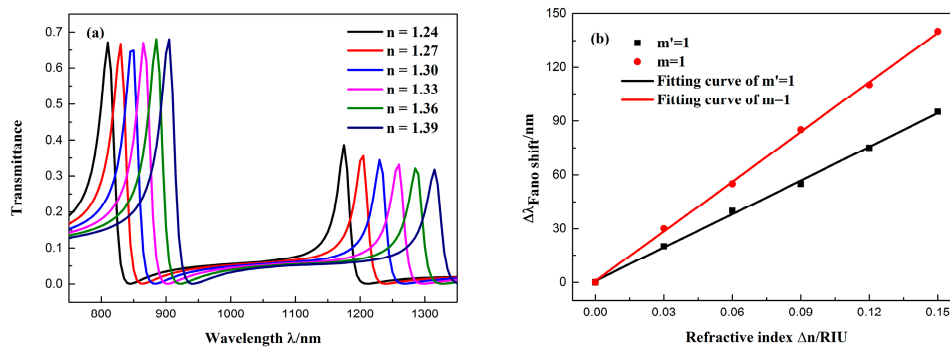 (a)
n = 1.24
n = 1.27
n = 1.30
n = 1.33
n = 1.36
n = 1.39
0.7
0.6
0.5
0.4
0.3
0.2
0.1
0.0
Transmittance
800 900 1000 1100 1200 1300
Wavelength λ/nm
(b)
m'=1
m=1
Fitting curve of m'=1
Fitting curve of m=1
150
120
90
60
30
0
Δλ Fano shift/nm
0.00 0.03 0.06 0.09 0.12 0.15
Refractive index Δn/RIU